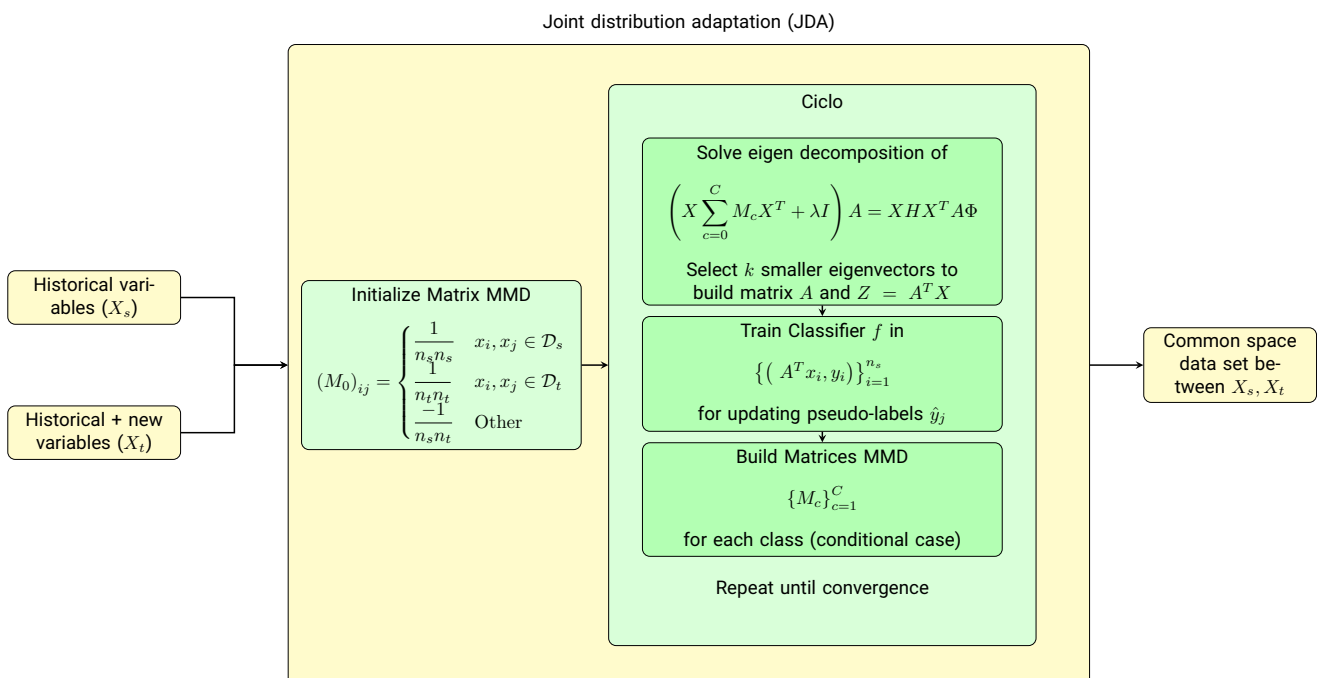 Joint distribution adaptation (JDA)
Historical vari-
ables (X_s)
Historical + new
variables (X_t)
Initialize Matrix MMD
(M_0)_{ij} = { 1/(n_s n_s)  x_i, x_j ∈ 𝒟_s
1/(n_t n_t)  x_i, x_j ∈ 𝒟_t
−1/(n_s n_t)  Other
Ciclo
Solve eigen decomposition of
(X ∑_{c=0}^{C} M_c X^T + λI) A = XHX^T AΦ
Select k smaller eigenvectors to
build matrix A and Z = A^T X
Train Classifier f in
{( A^T x_i, y_i)}_{i=1}^{n_s}
for updating pseudo-labels ŷ_j
Build Matrices MMD
{M_c}_{c=1}^{C}
for each class (conditional case)
Repeat until convergence
Common space
data set be-
tween X_s, X_t